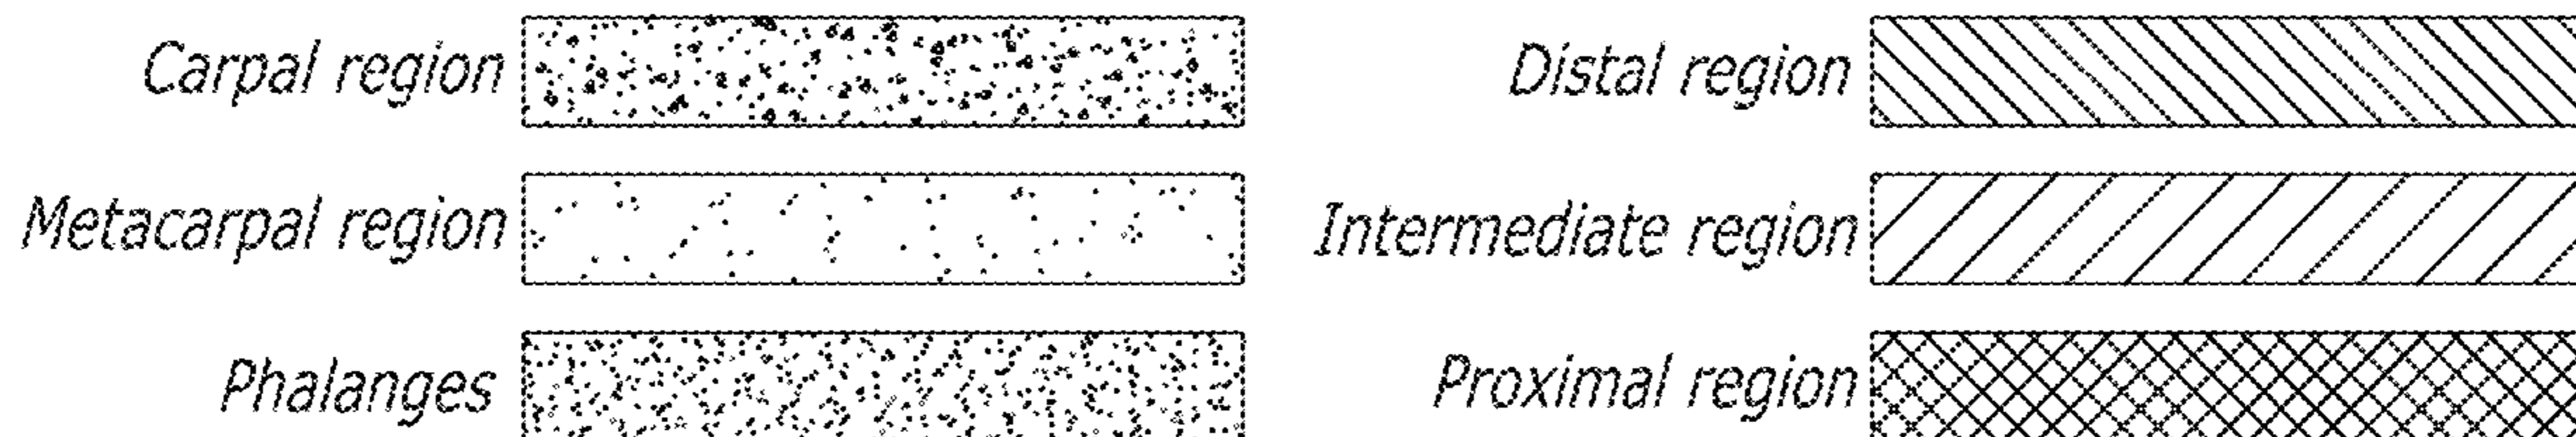 Carpal region
Distal region
Metacarpal region
Intermediate region
Phalanges
Proximal region